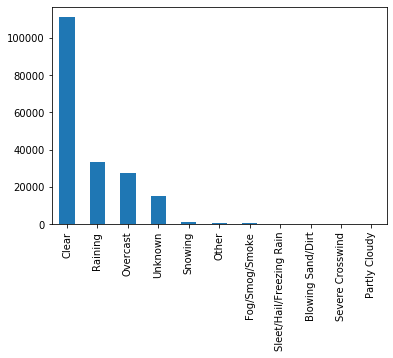 100000
80000
60000
40000
20000
0
Clear
Raining
Overcast
Unknown
Snowing
Other
Fog/Smog/Smoke
Sleet/Hail/Freezing Rain
Blowing Sand/Dirt
Severe Crosswind
Partly Cloudy